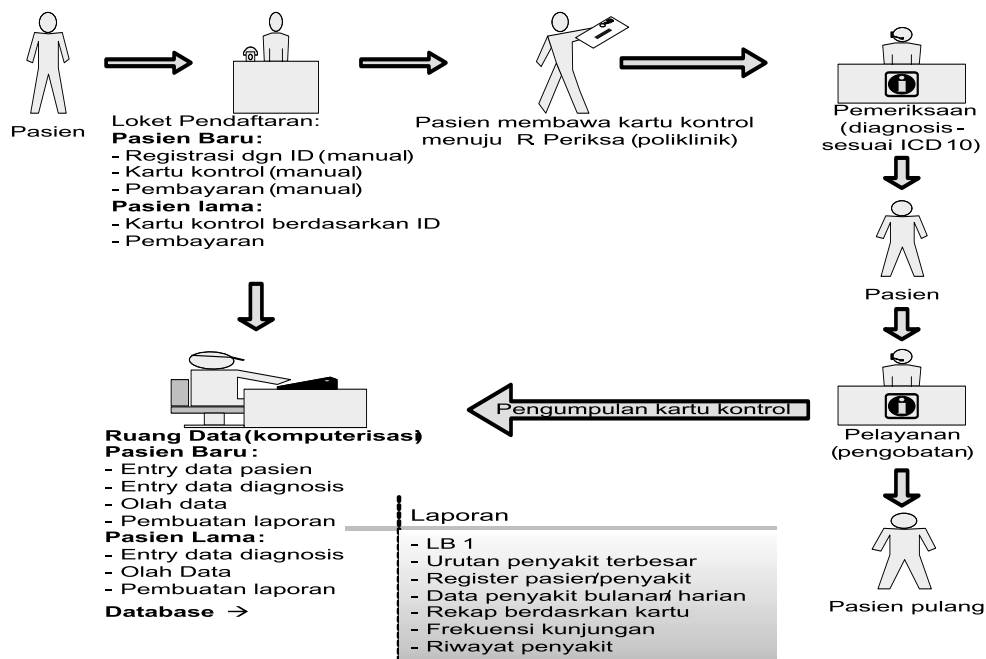 Pasien
Loket Pendaftaran:
Pasien Baru:
- Registrasi dgn ID (manual)
- Kartu kontrol (manual)
- Pembayaran (manual)
Pasien lama:
- Kartu kontrol berdasarkan ID
- Pembayaran
Pasien membawa kartu kontrol
menuju R Periksa (poliklinik)
Pemeriksaan
(diagnosis -
sesuai ICD 10)
Pasien
Pelayanan
(pengobatan)
Pasien pulang
Pengumpulan kartu kontrol
Ruang Data (komputerisasi)
Pasien Baru:
- Entry data pasien
- Entry data diagnosis
- Olah data
- Pembuatan laporan
Pasien Lama:
- Entry data diagnosis
- Olah Data
- Pembuatan laporan
Database →
Laporan
- LB 1
- Urutan penyakit terbesar
- Register pasien/penyakit
- Data penyakit bulanan/ harian
- Rekap berdasrkan kartu
- Frekuensi kunjungan
- Riwayat penyakit